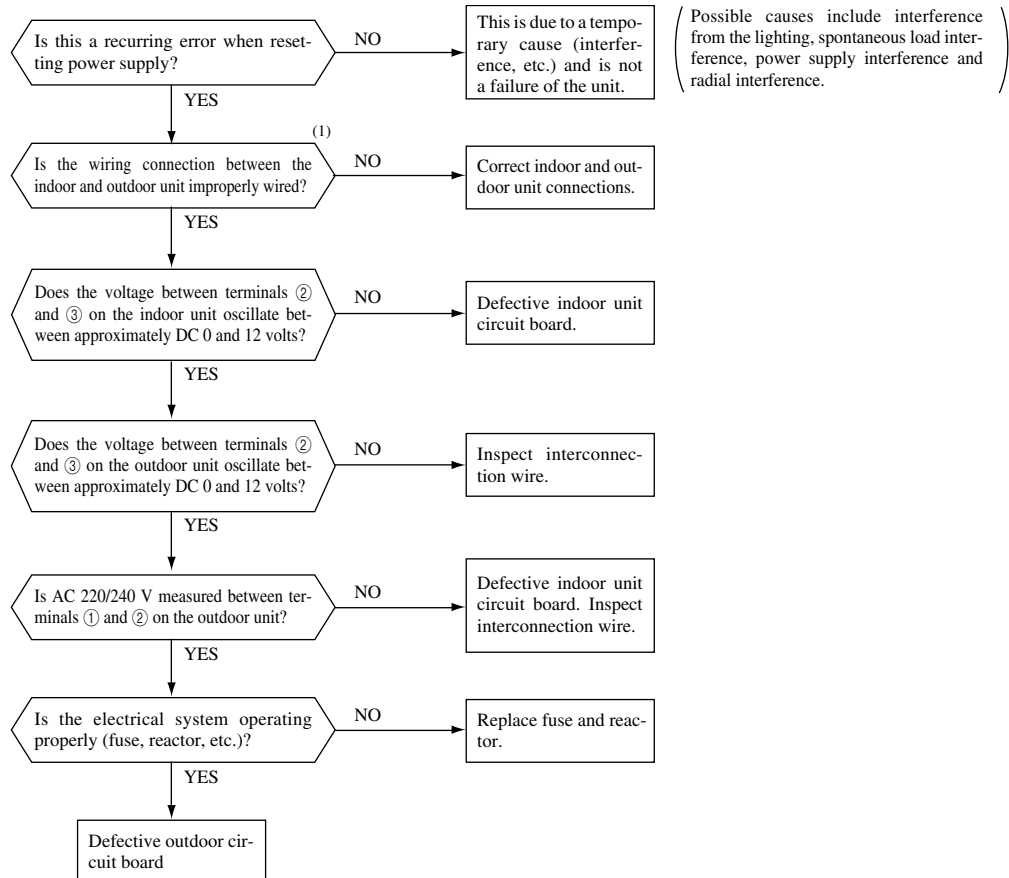 Is this a recurring error when reset-
ting power supply?
NO
This is due to a tempo-
rary cause (interfer-
ence, etc.) and is not
a failure of the unit.
Possible causes include interference
from the lighting, spontaneous load inter-
ference, power supply interference and
radial interference.
YES
(1)
Is the wiring connection between the
indoor and outdoor unit improperly wired?
NO
Correct indoor and out-
door unit connections.
YES
Does the voltage between terminals ②
and ③ on the indoor unit oscillate bet-
ween approximately DC 0 and 12 volts?
NO
Defective indoor unit
circuit board.
YES
Does the voltage between terminals ②
and ③ on the outdoor unit oscillate bet-
ween approximately DC 0 and 12 volts?
NO
Inspect interconnec-
tion wire.
YES
Is AC 220/240 V measured between ter-
minals ① and ② on the outdoor unit?
NO
Defective indoor unit
circuit board. Inspect
interconnection wire.
YES
Is the electrical system operating
properly (fuse, reactor, etc.)?
NO
Replace fuse and reac-
tor.
YES
Defective outdoor cir-
cuit board